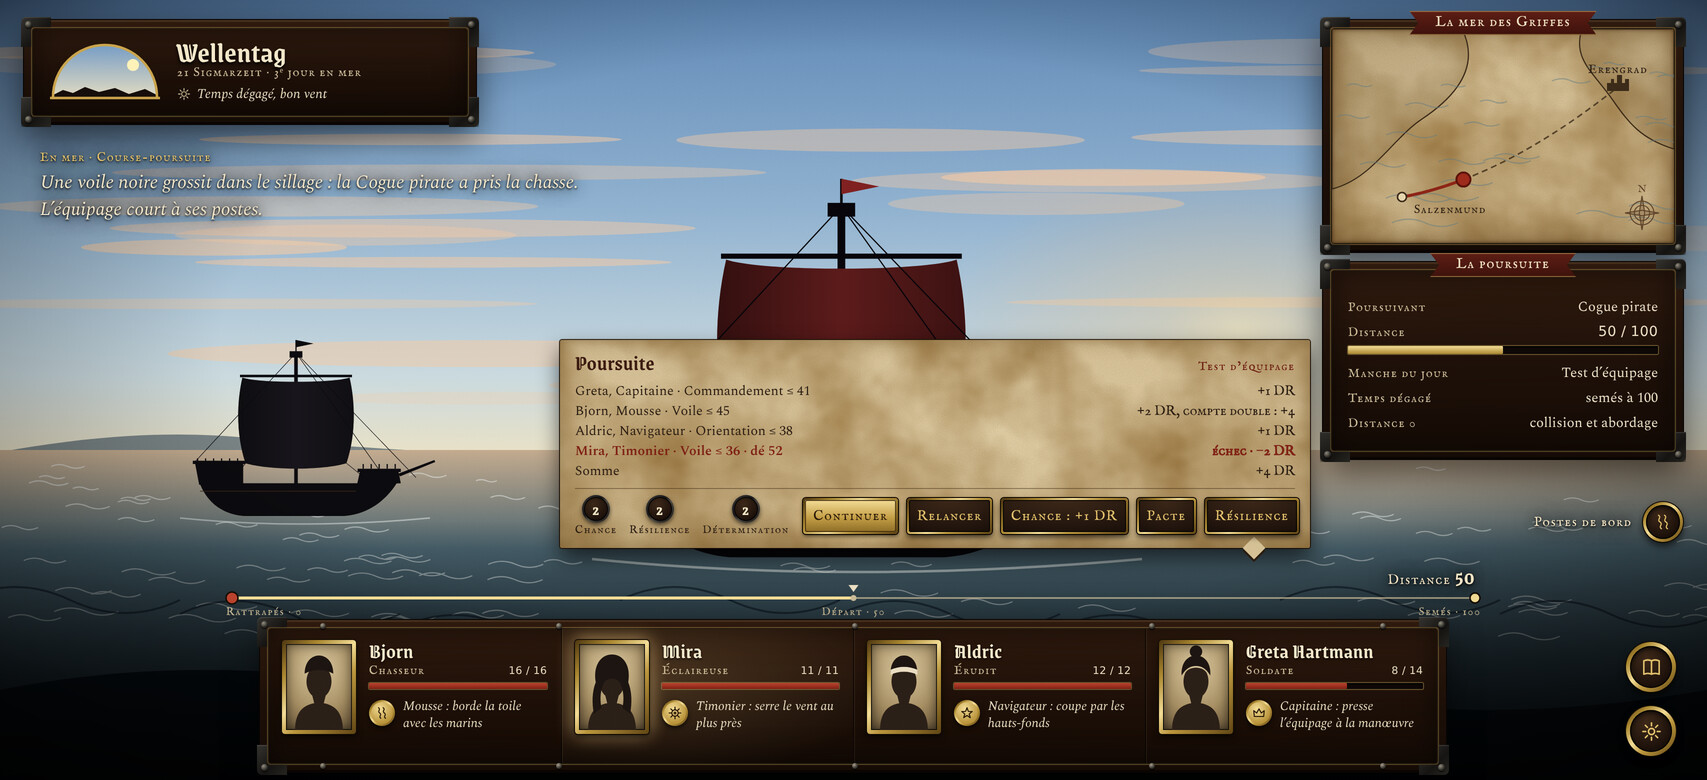 Wellentag
21 Sigmarzeit · 3e jour en mer
Temps dégagé, bon vent
En mer · Course-poursuite
Une voile noire grossit dans le sillage : la Cogue pirate a pris la chasse.
L'équipage court à ses postes.
La mer des Griffes
Erengrad
Salzenmund
N
La poursuite
Poursuivant Cogue pirate
Distance 50 / 100
Manche du jour Test d'équipage
Temps dégagé semés à 100
Distance 0 collision et abordage
Poursuite Test d'équipage
Greta, Capitaine · Commandement ≤ 41 +1 DR
Bjorn, Mousse · Voile ≤ 45 +2 DR, compte double : +4
Aldric, Navigateur · Orientation ≤ 38 +1 DR
Mira, Timonier · Voile ≤ 36 · dé 52 échec · −2 DR
Somme +4 DR
2 2 2
Chance Résilience Détermination
Continuer Relancer Chance : +1 DR Pacte Résilience
Postes de bord
Distance 50
Rattrapés · 0 Départ · 50 Semés · 100
Bjorn
Chasseur 16 / 16
Mousse : borde la toile
avec les marins
Mira
Éclaireuse 11 / 11
Timonier : serre le vent au
plus près
Aldric
Érudit 12 / 12
Navigateur : coupe par les
hauts-fonds
Greta Hartmann
Soldate 8 / 14
Capitaine : presse
l'équipage à la manœuvre